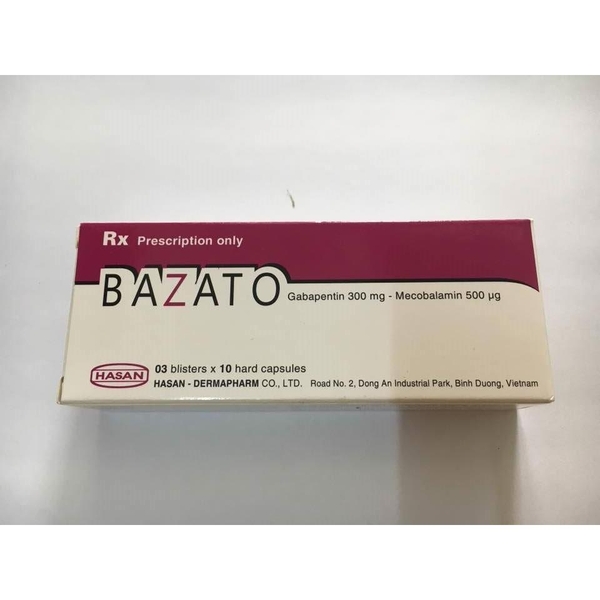 Rx Prescription only
BAZATO Gabapentin 300 mg - Mecobalamin 500 µg
HASAN
03 blisters x 10 hard capsules
HASAN - DERMAPHARM CO., LTD. Road No. 2, Dong An Industrial Park, Binh Duong, Vietnam